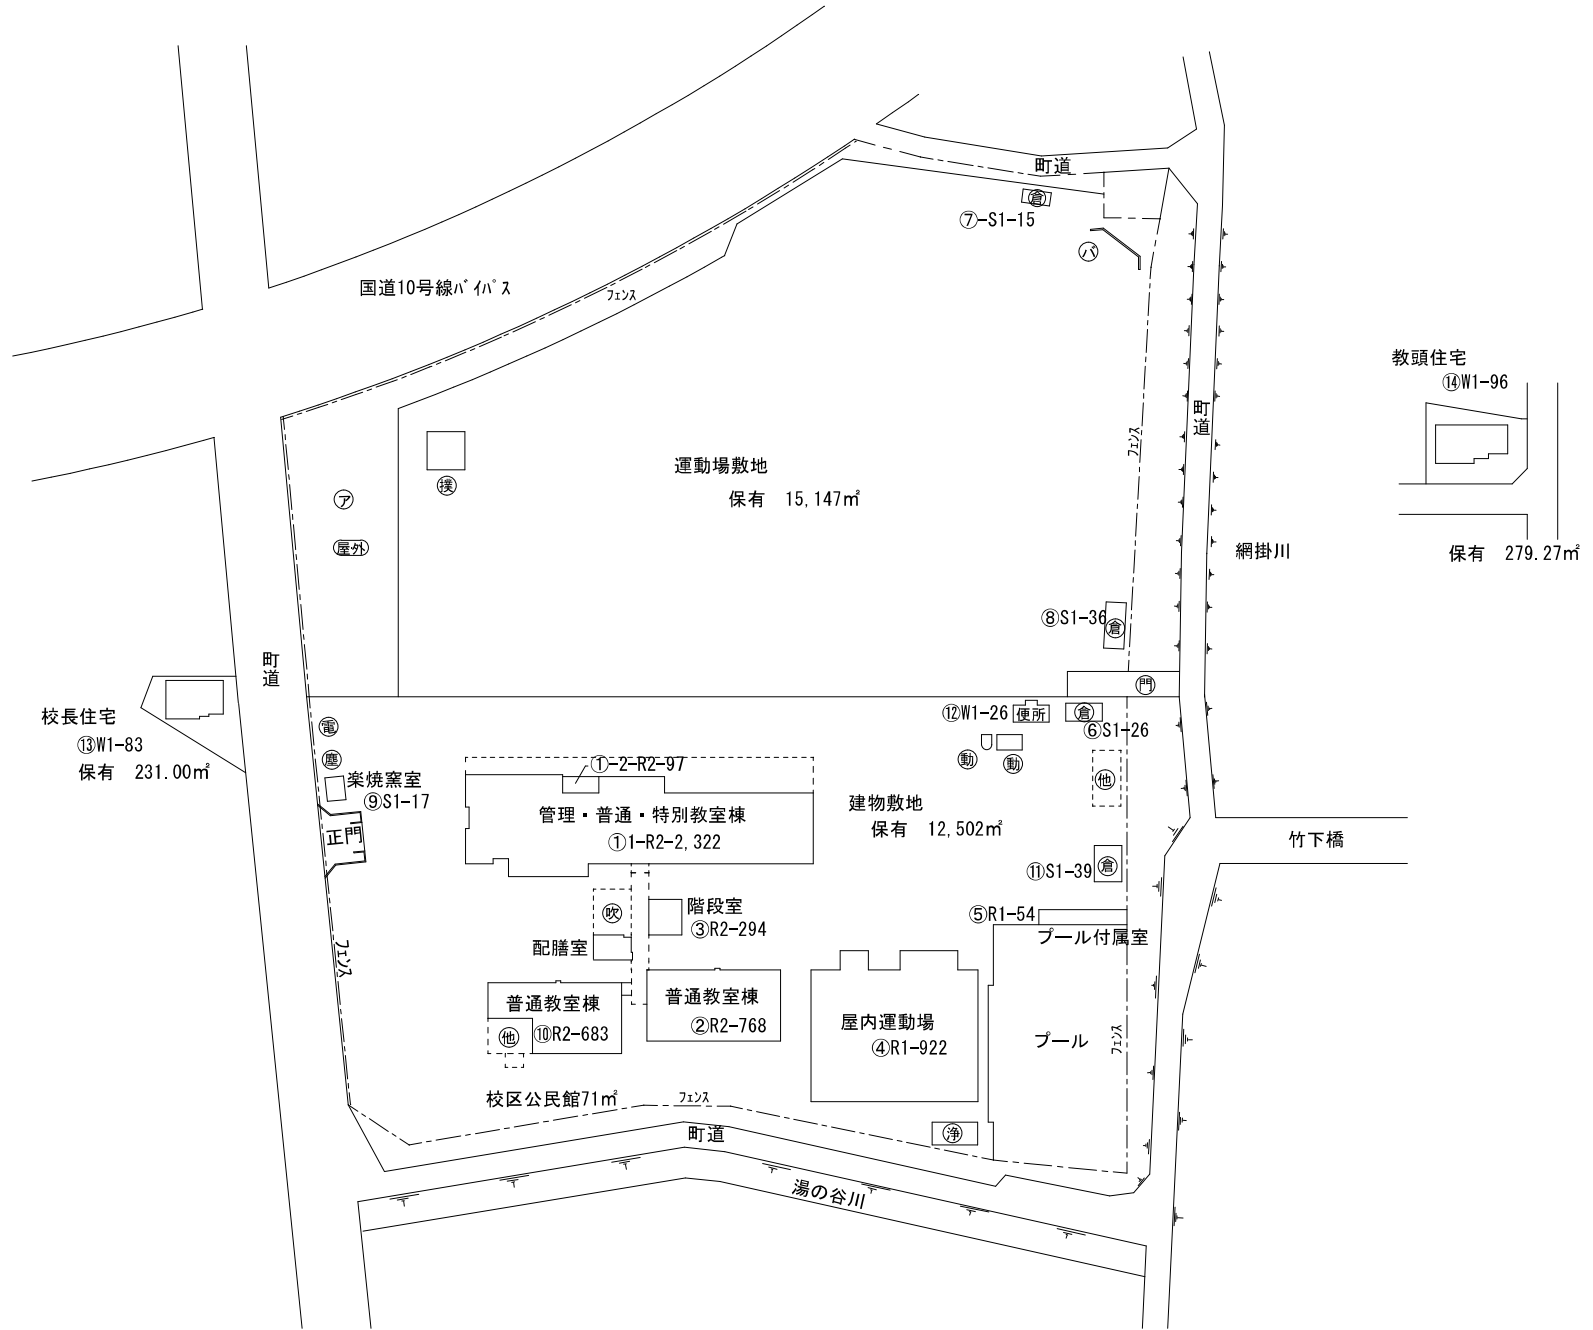 町道
倉
⑦-S1-15
バ
国道10号線バイパス
フェンス
教頭住宅
⑭W1-96
町道
フェンス
運動場敷地
保有 15,147㎡
撲
ア
屋外
網掛川
保有 279.27㎡
⑧S1-36
倉
町道
門
校長住宅
⑬W1-83
保有 231.00㎡
電
塵
⑫W1-26
便所
倉
⑥S1-26
動
動
他
①-2-R2-97
楽焼窯室
⑨S1-17
管理・普通・特別教室棟
①1-R2-2,322
建物敷地
保有 12,502㎡
正門
竹下橋
倉
⑪S1-39
吹
階段室
③R2-294
⑤R1-54
プール付属室
配膳室
フェンス
普通教室棟
②R2-768
普通教室棟
⑩R2-683
他
屋内運動場
④R1-922
プール
フェンス
校区公民館71㎡
フェンス
町道
浄
湯の谷川